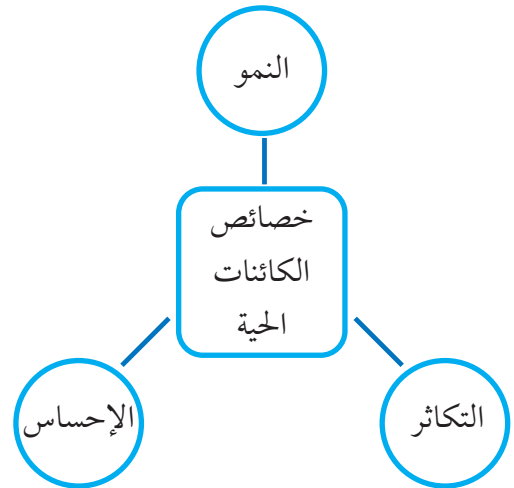 النمو
خصائص
الكائنات
الحية
التكاثر
الإحساس